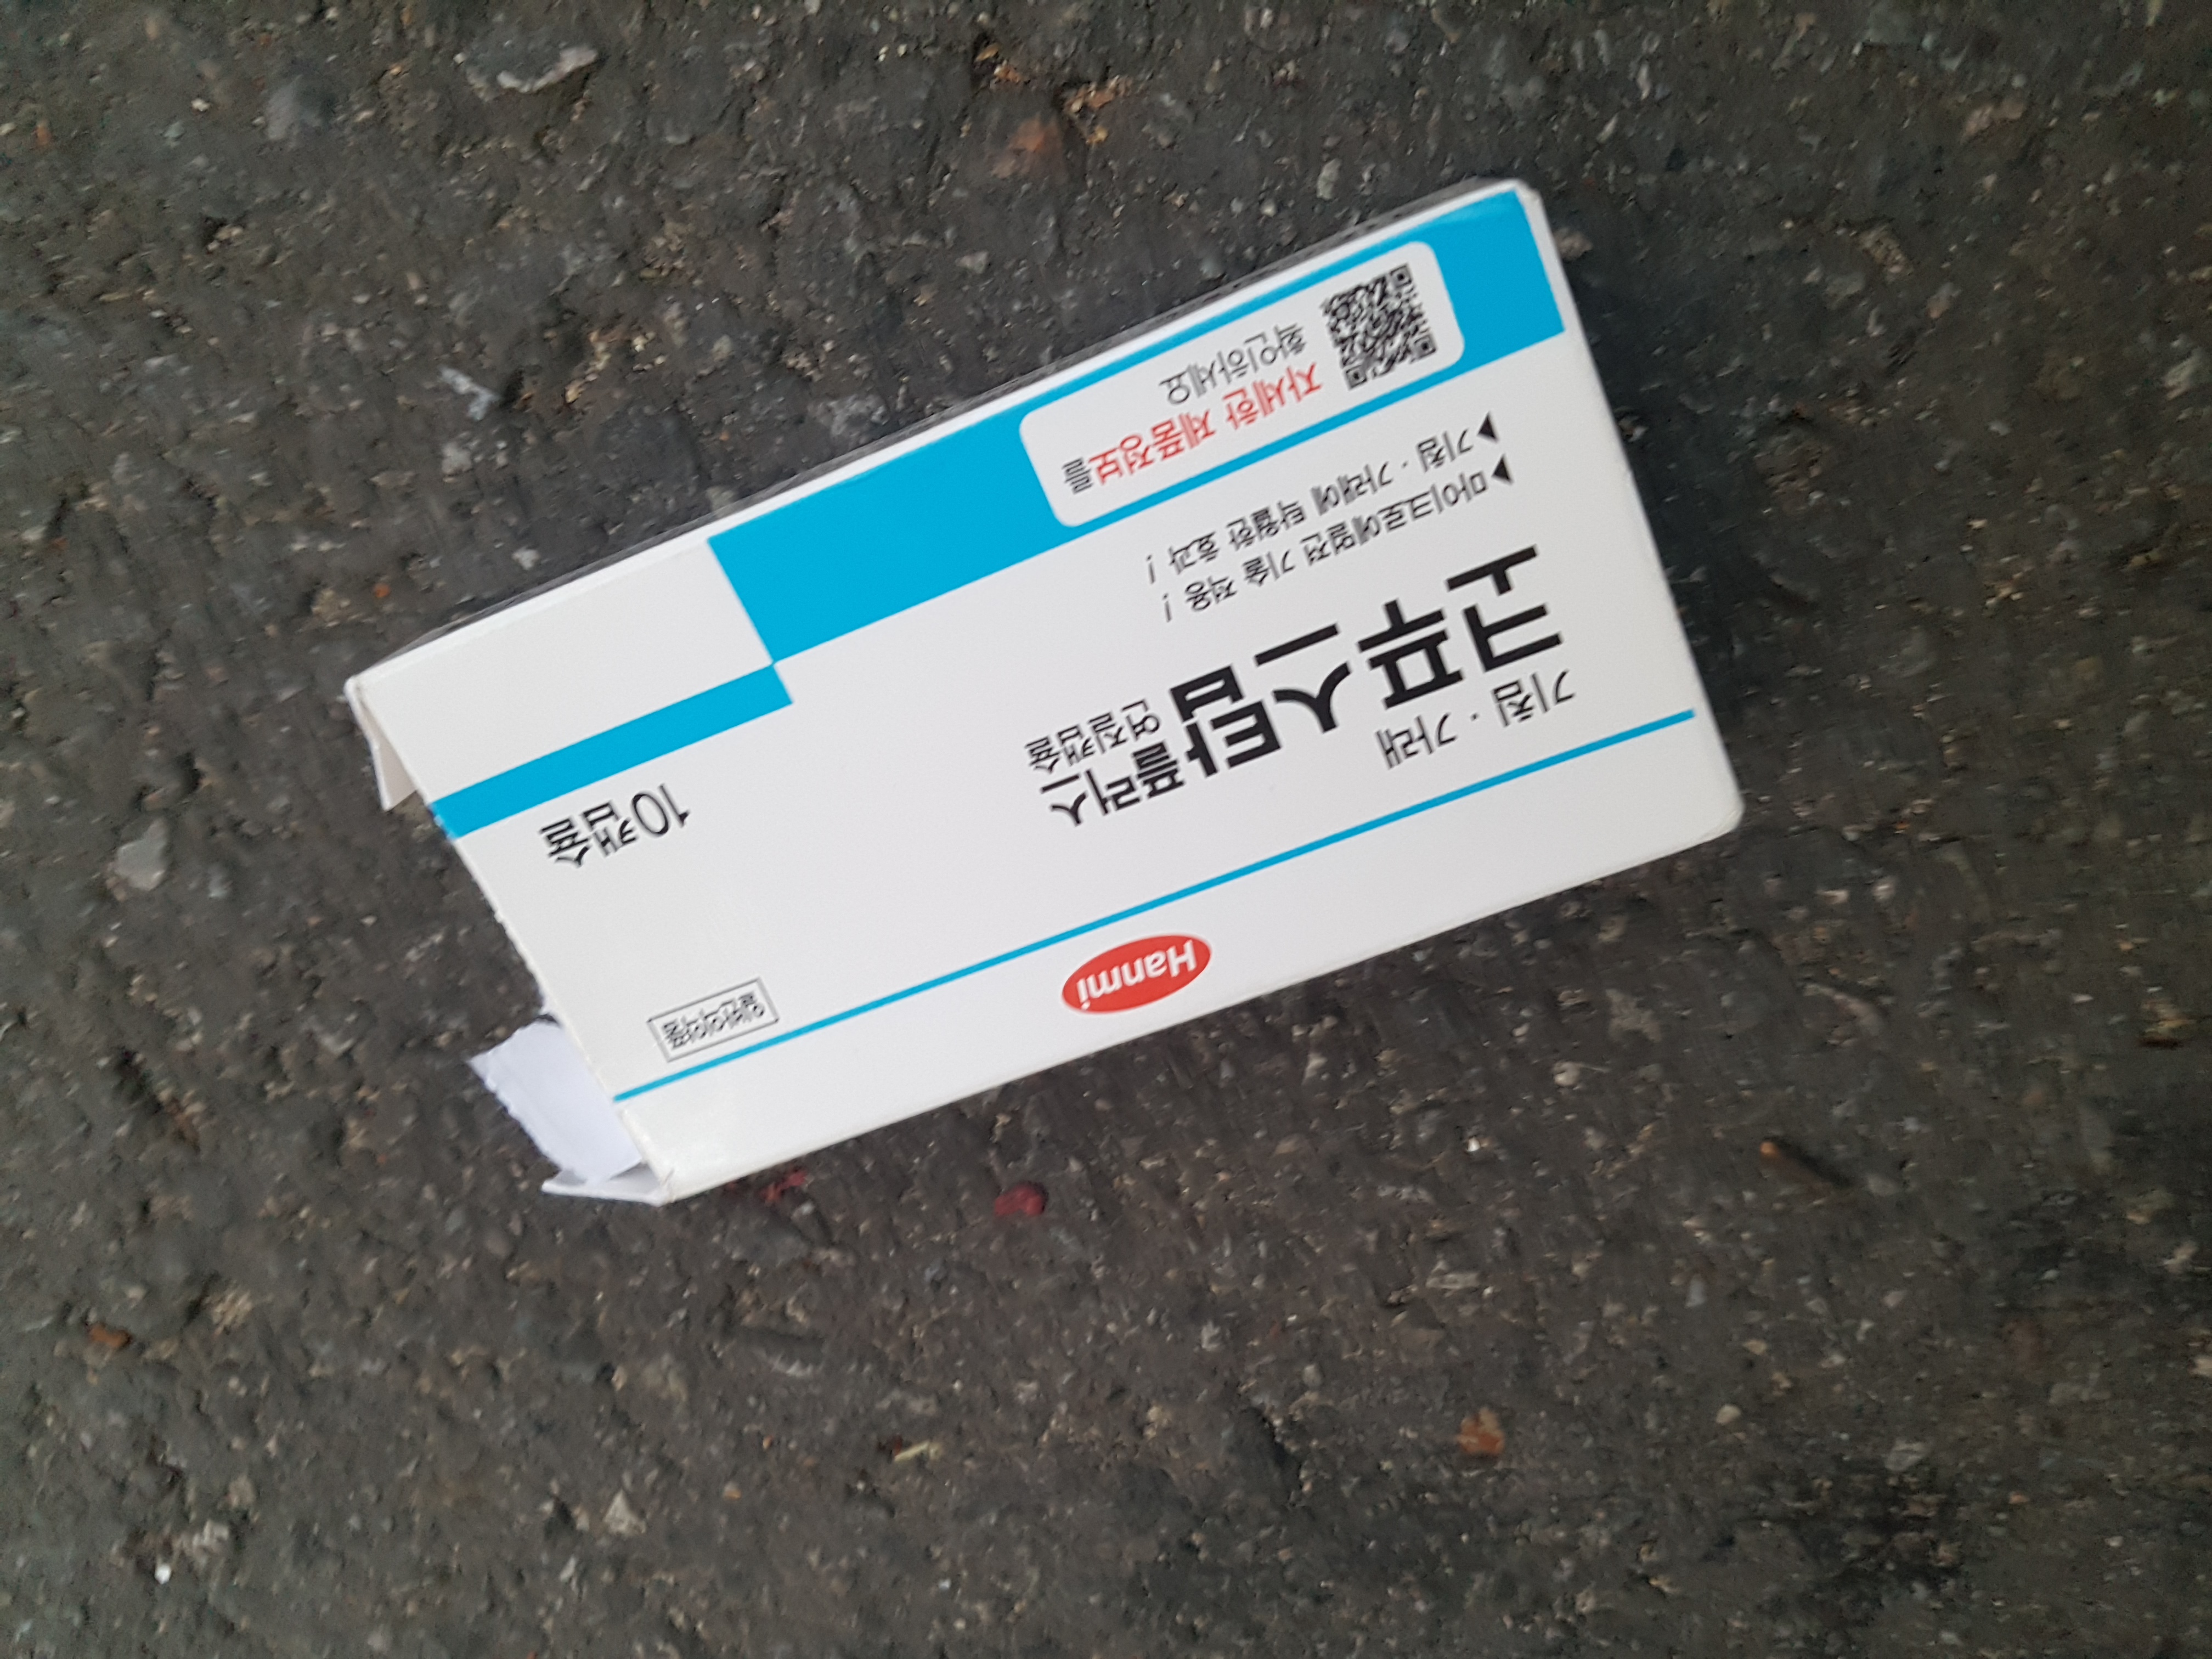 Hanmi
일반의약품
기침 · 가래
코푸스탑 플러스
연질캡슐
10캡슐
▶마이크로에멀젼 기술 적용 !
▶기침 · 가래에 탁월한 효과 !
자세한 제품정보를
확인하세요